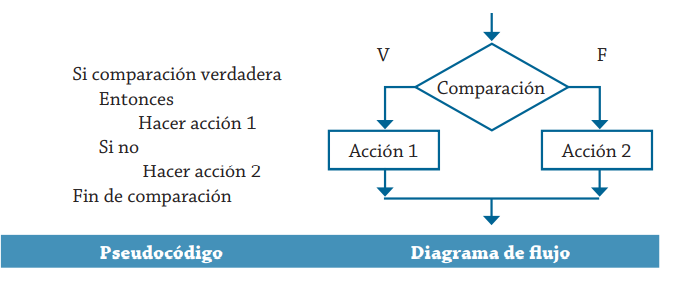 Si comparación verdadera
Entonces
Hacer acción 1
Si no
Hacer acción 2
Fin de comparación
V
F
Comparación
Acción 1
Acción 2
Pseudocódigo
Diagrama de flujo